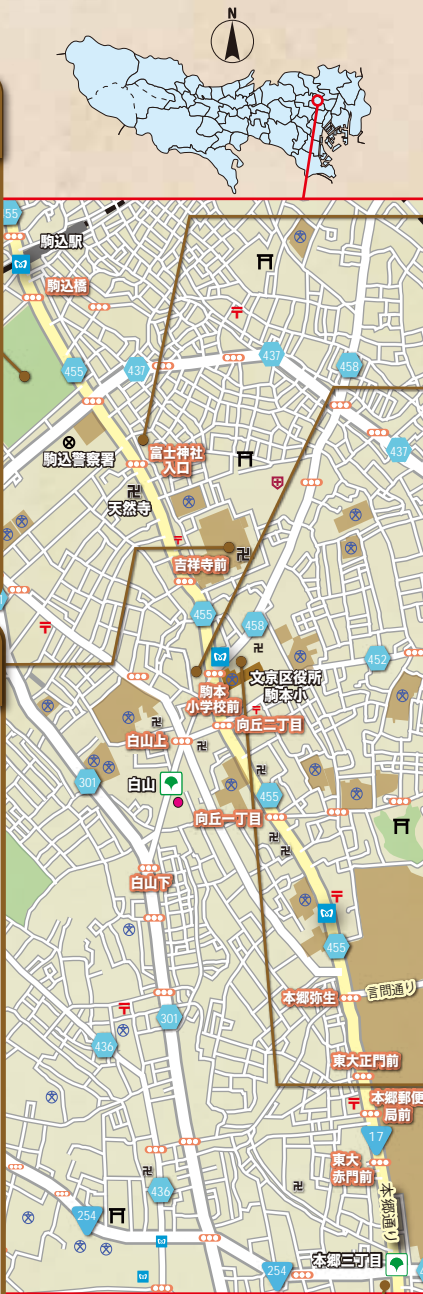 N
駒込駅
駒込橋
437
437
458
455
437
駒込警察署
富士神社
入口
天然寺
吉祥寺前
455
458
452
文京区役所
駒本小
駒本
小学校前
向丘二丁目
白山上
301
白山
455
向丘一丁目
白山下
455
本郷弥生
言問通り
301
436
東大正門前
本郷郵便
局前
17
東大
赤門前
436
本郷通り
254
本郷三丁目
254